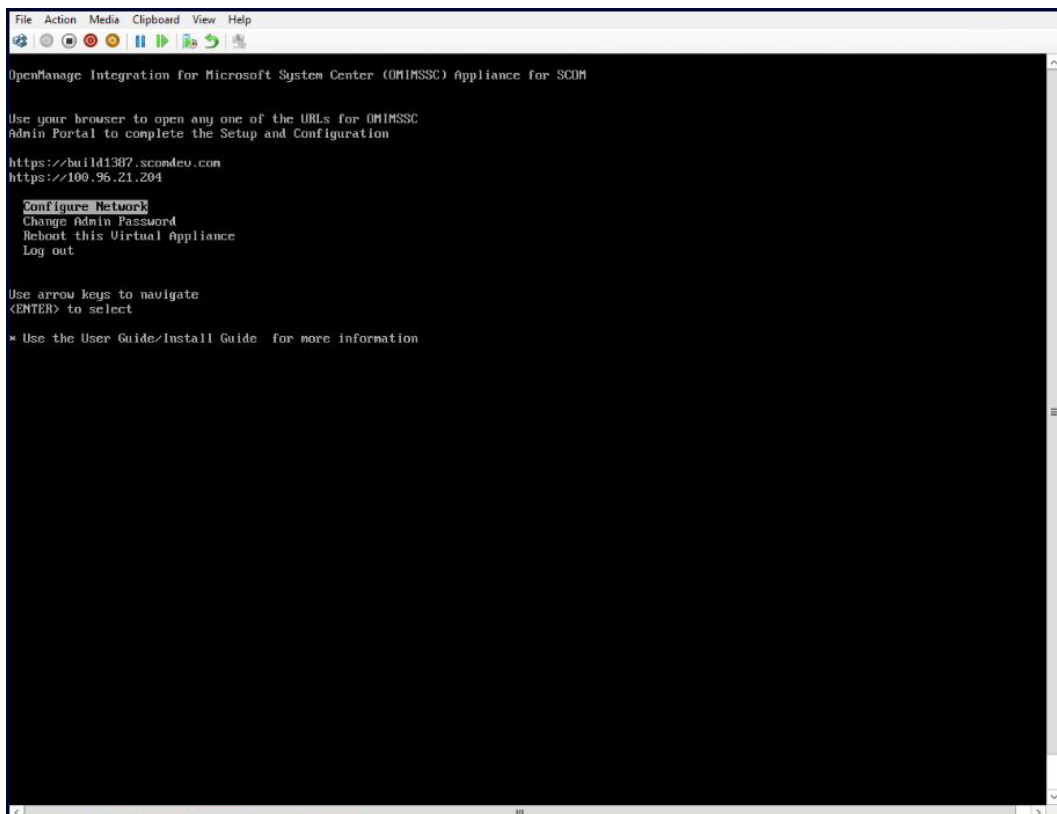 File Action Media Clipboard View Help
OpenManage Integration for Microsoft System Center (OMIMSSC) Appliance for SCOM
Use your browser to open any one of the URLs for OMIMSSC
Admin Portal to complete the Setup and Configuration
https://build1387.scomdev.com
https://100.96.21.204
Configure Network
Change Admin Password
Reboot this Virtual Appliance
Log out
Use arrow keys to navigate
<ENTER> to select
* Use the User Guide/Install Guide for more information